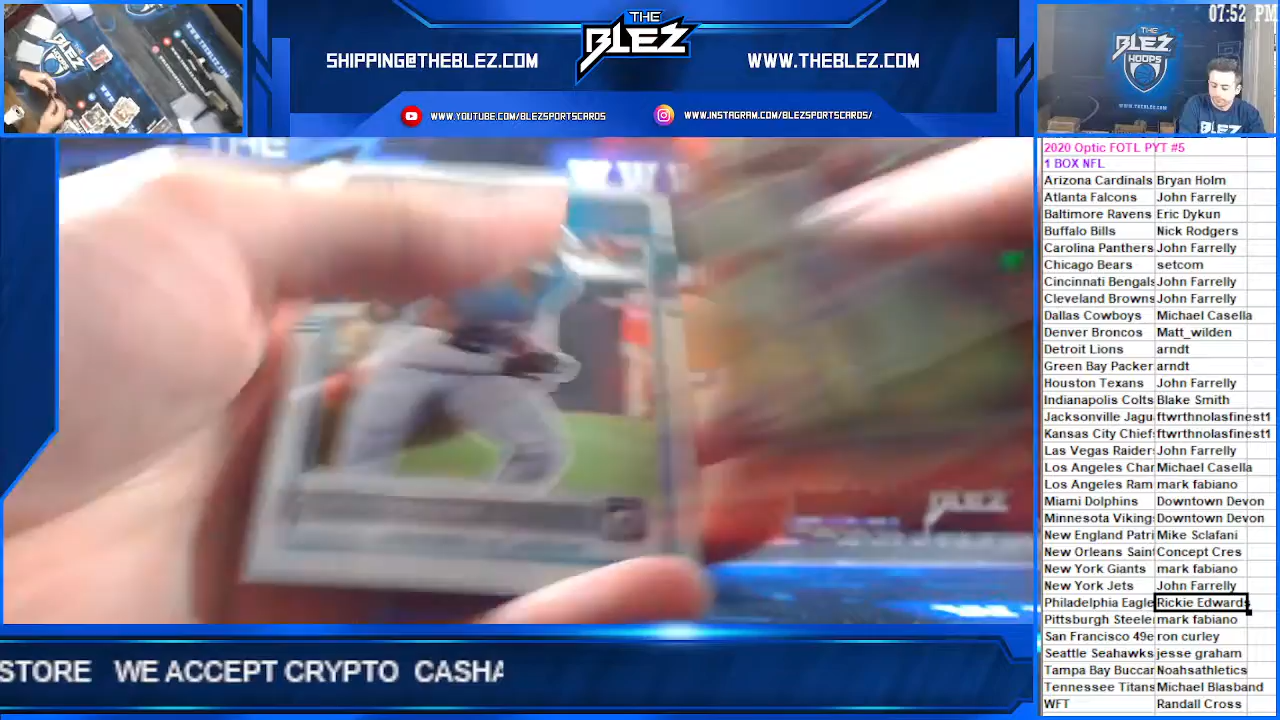 07:52 PM
THE
BLEZ
SHIPPING@THEBLEZ.COM
WWW.THEBLEZ.COM
WWW.YOUTUBE.COM/BLEZSPORTSCARDS
WWW.INSTAGRAM.COM/BLEZSPORTSCARDS/
THE
BLEZ
HOOPS
BLEZ
2020 Optic FOTL PYT #5
1 BOX NFL
Arizona Cardinals Bryan Holm
Atlanta Falcons John Farrelly
Baltimore Ravens Eric Dykun
Buffalo Bills Nick Rodgers
Carolina Panthers John Farrelly
Chicago Bears setcom
Cincinnati Bengals John Farrelly
Cleveland Browns John Farrelly
Dallas Cowboys Michael Casella
Denver Broncos Matt_wilden
Detroit Lions arndt
Green Bay Packer arndt
Houston Texans John Farrelly
Indianapolis Colts Blake Smith
Jacksonville Jagu ftwrthnolasfinest1
Kansas City Chief ftwrthnolasfinest1
Las Vegas Raider John Farrelly
Los Angeles Char Michael Casella
Los Angeles Ram mark fabiano
Miami Dolphins Downtown Devon
Minnesota Viking Downtown Devon
New England Patri Mike Sclafani
New Orleans Sain Concept Cres
New York Giants mark fabiano
New York Jets John Farrelly
Philadelphia Eagle Rickie Edwards
Pittsburgh Steele mark fabiano
San Francisco 49e ron curley
Seattle Seahawks jesse graham
Tampa Bay Buccan Noahsathletics
Tennessee Titans Michael Blasband
WFT Randall Cross
BLEZ
STORE WE ACCEPT CRYPTO CASHA